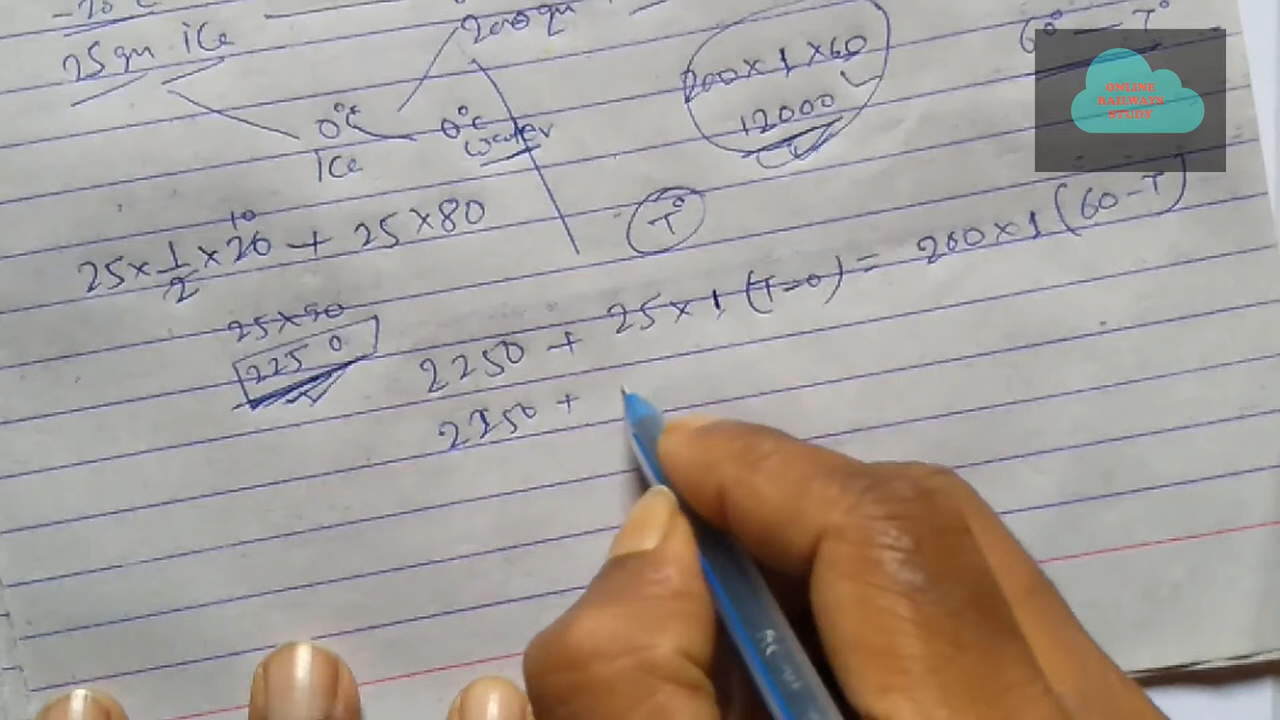 25gm ice
200gm
200×1×60
12000
60° — T°
ONLINE
RAILWAYS
STUDY
0°C
0°C
ice
water
25×1/2×20 + 25×80
10
T°
25×90
2250
2250 + 25×1(T-0) = 200×1(60-T)
2250 +